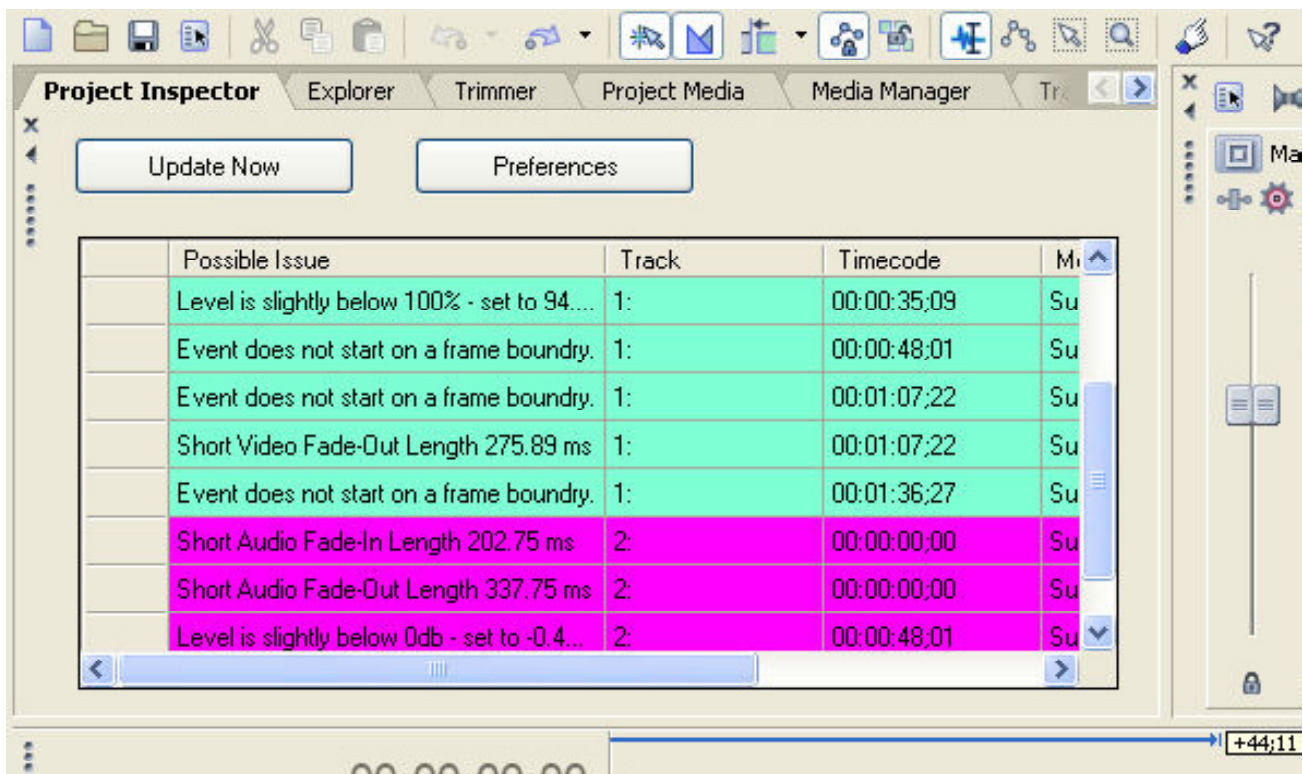 Project Inspector Explorer Trimmer Project Media Media Manager
Update Now Preferences
Possible Issue Track Timecode
Level is slightly below 100% - set to 94.... 1: 00:00:35;09 Su
Event does not start on a frame boundry. 1: 00:00:48;01 Su
Event does not start on a frame boundry. 1: 00:01:07;22 Su
Short Video Fade-Out Length 275.89 ms 1: 00:01:07;22 Su
Event does not start on a frame boundry. 1: 00:01:36;27 Su
Short Audio Fade-In Length 202.75 ms 2: 00:00:00;00 Su
Short Audio Fade-Out Length 337.75 ms 2: 00:00:00;00 Su
Level is slightly below 0db - set to -0.4... 2: 00:00:48;01 Su
Ma
+44;11